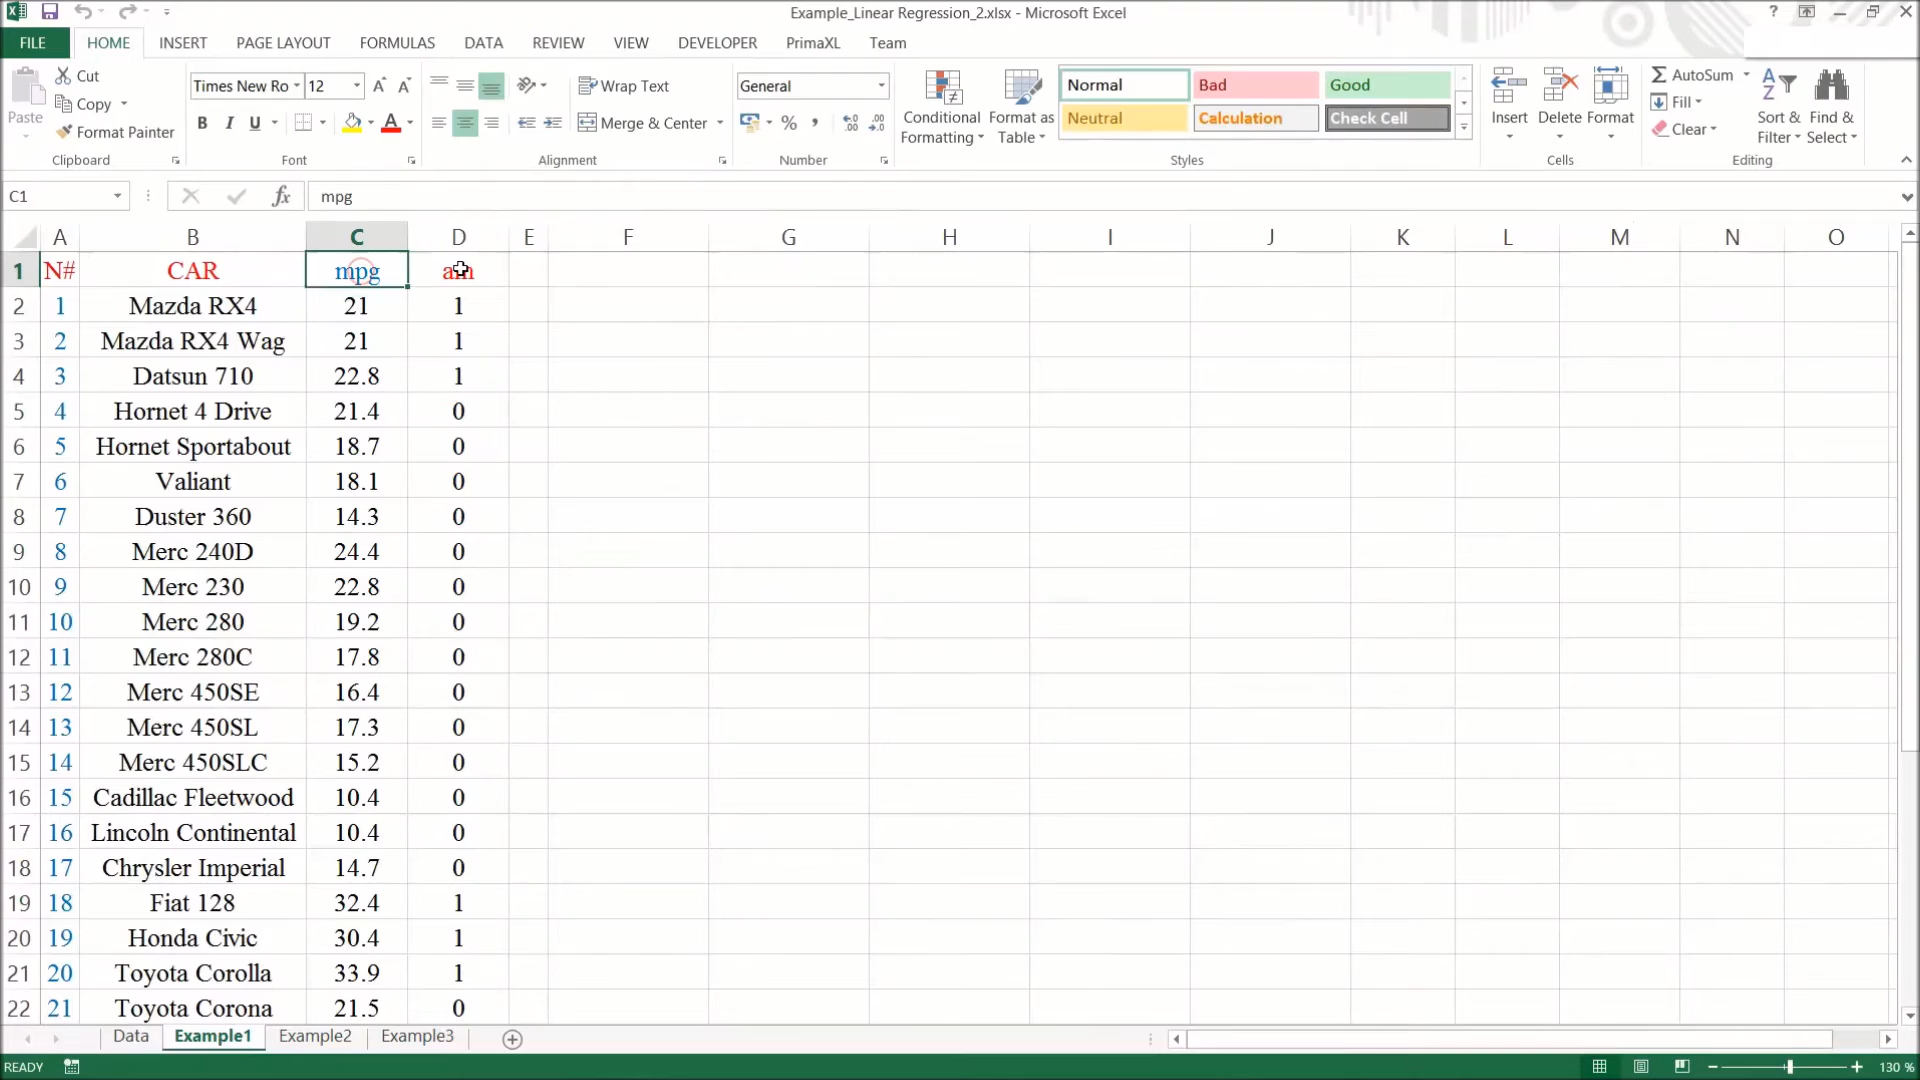 Example_Linear Regression_2.xlsx - Microsoft Excel
?
FILE HOME INSERT PAGE LAYOUT FORMULAS DATA REVIEW VIEW DEVELOPER PrimaXL Team
Paste
Cut
Copy
Format Painter
Clipboard
Times New Ro 12
B I U
Font
Wrap Text
Merge & Center
Alignment
General
%
Number
Conditional Formatting
Format as Table
Normal Bad Good
Neutral Calculation Check Cell
Styles
Insert Delete Format
Cells
AutoSum
Fill
Clear
Sort & Filter
Find & Select
Editing
C1 fx mpg
A B C D E F G H I J K L M N O
1 N# CAR mpg am
2 1 Mazda RX4 21 1
3 2 Mazda RX4 Wag 21 1
4 3 Datsun 710 22.8 1
5 4 Hornet 4 Drive 21.4 0
6 5 Hornet Sportabout 18.7 0
7 6 Valiant 18.1 0
8 7 Duster 360 14.3 0
9 8 Merc 240D 24.4 0
10 9 Merc 230 22.8 0
11 10 Merc 280 19.2 0
12 11 Merc 280C 17.8 0
13 12 Merc 450SE 16.4 0
14 13 Merc 450SL 17.3 0
15 14 Merc 450SLC 15.2 0
16 15 Cadillac Fleetwood 10.4 0
17 16 Lincoln Continental 10.4 0
18 17 Chrysler Imperial 14.7 0
19 18 Fiat 128 32.4 1
20 19 Honda Civic 30.4 1
21 20 Toyota Corolla 33.9 1
22 21 Toyota Corona 21.5 0
Data Example1 Example2 Example3
READY 130 %